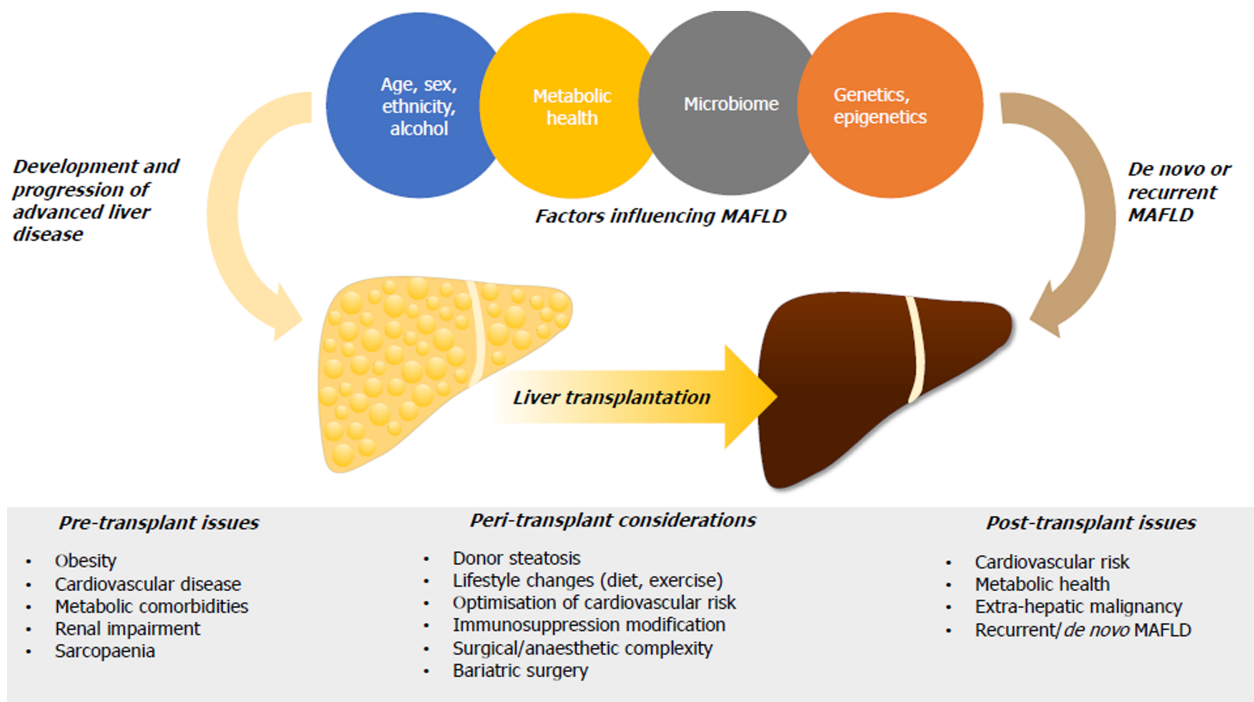 Age, sex,
ethnicity,
alcohol
Metabolic
health
Microbiome
Genetics,
epigenetics
Development and
progression of
advanced liver
disease
De novo or
recurrent
MAFLD
Factors influencing MAFLD
Liver transplantation
Pre-transplant issues
• Obesity
• Cardiovascular disease
• Metabolic comorbidities
• Renal impairment
• Sarcopaenia
Peri-transplant considerations
• Donor steatosis
• Lifestyle changes (diet, exercise)
• Optimisation of cardiovascular risk
• Immunosuppression modification
• Surgical/anaesthetic complexity
• Bariatric surgery
Post-transplant issues
• Cardiovascular risk
• Metabolic health
• Extra-hepatic malignancy
• Recurrent/de novo MAFLD